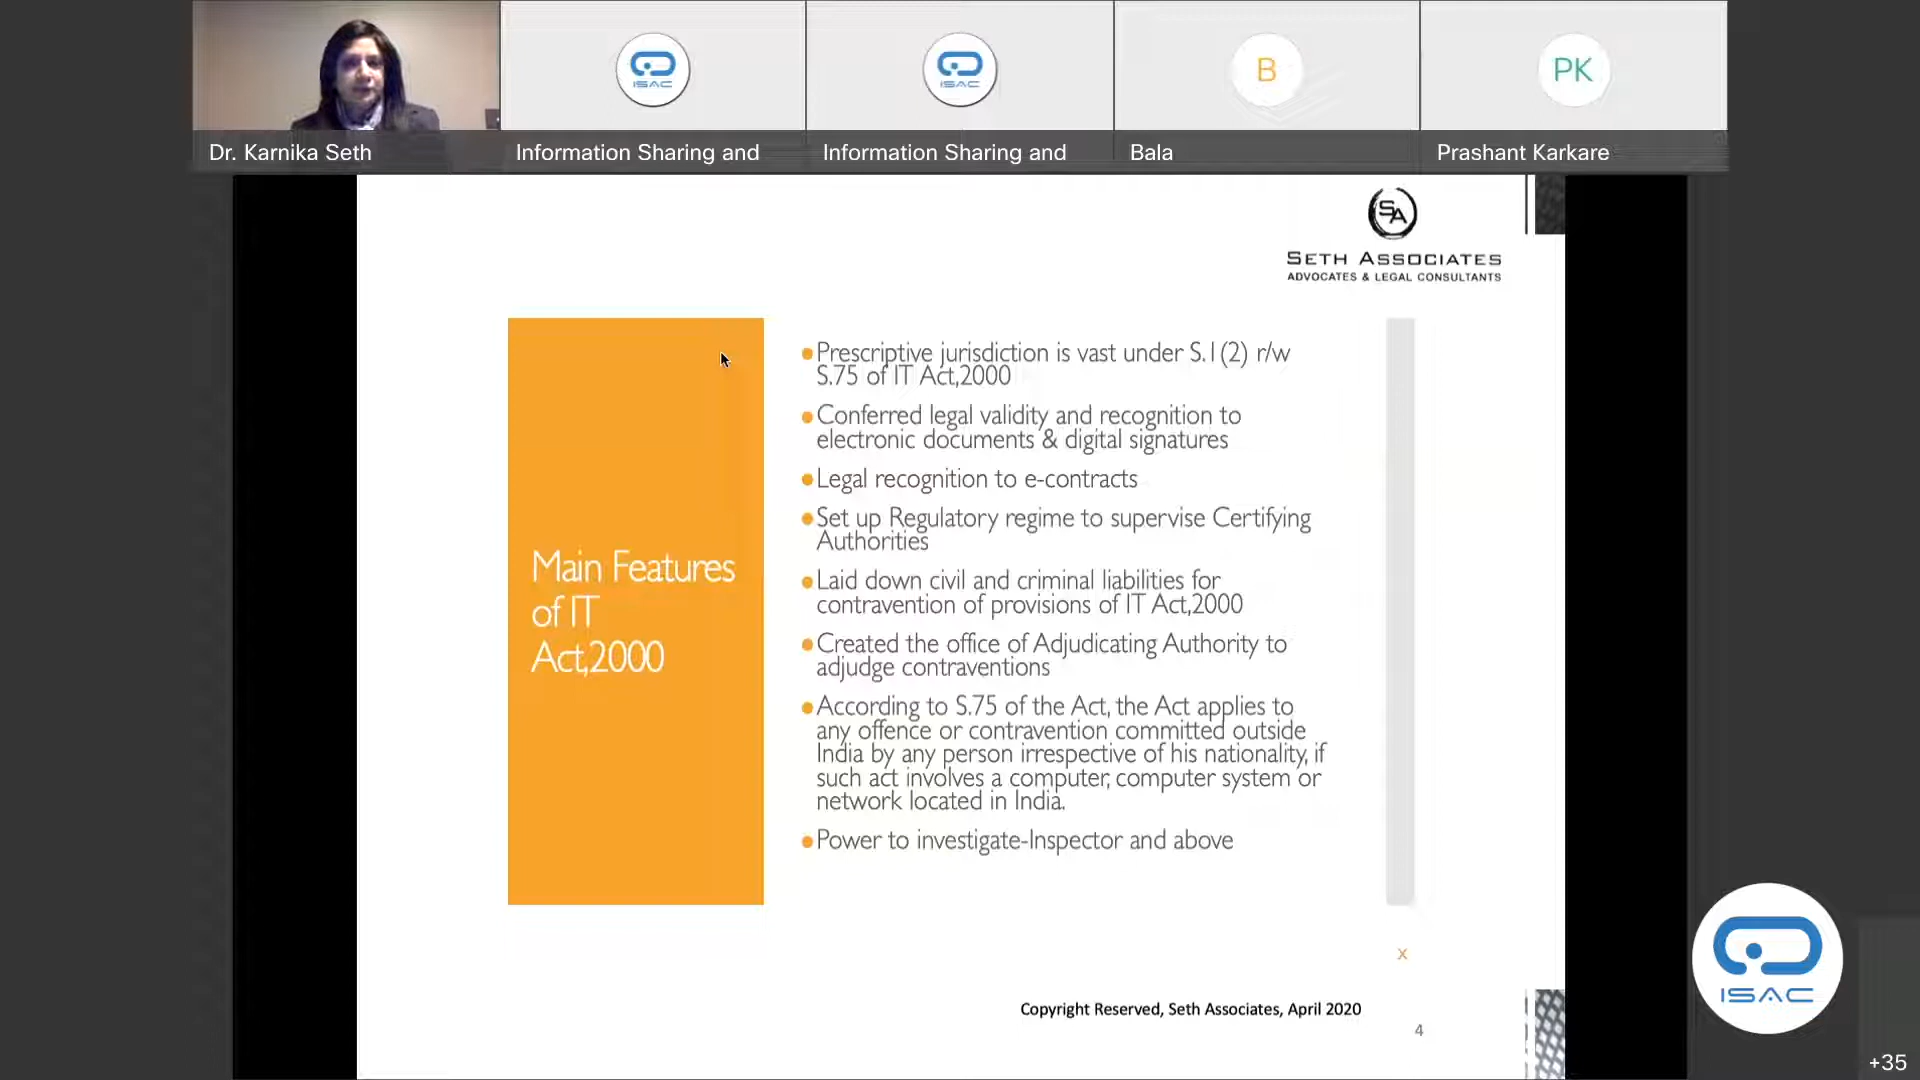 ISAC
ISAC
B
PK
Dr. Karnika Seth
Information Sharing and
Information Sharing and
Bala
Prashant Karkare
SA
SETH ASSOCIATES
ADVOCATES & LEGAL CONSULTANTS
Main Features
of IT
Act,2000
Prescriptive jurisdiction is vast under S.1(2) r/w
S.75 of IT Act,2000
Conferred legal validity and recognition to
electronic documents & digital signatures
Legal recognition to e-contracts
Set up Regulatory regime to supervise Certifying
Authorities
Laid down civil and criminal liabilities for
contravention of provisions of IT Act,2000
Created the office of Adjudicating Authority to
adjudge contraventions
According to S.75 of the Act, the Act applies to
any offence or contravention committed outside
India by any person irrespective of his nationality, if
such act involves a computer, computer system or
network located in India.
Power to investigate-Inspector and above
x
Copyright Reserved, Seth Associates, April 2020
4
ISAC
+35